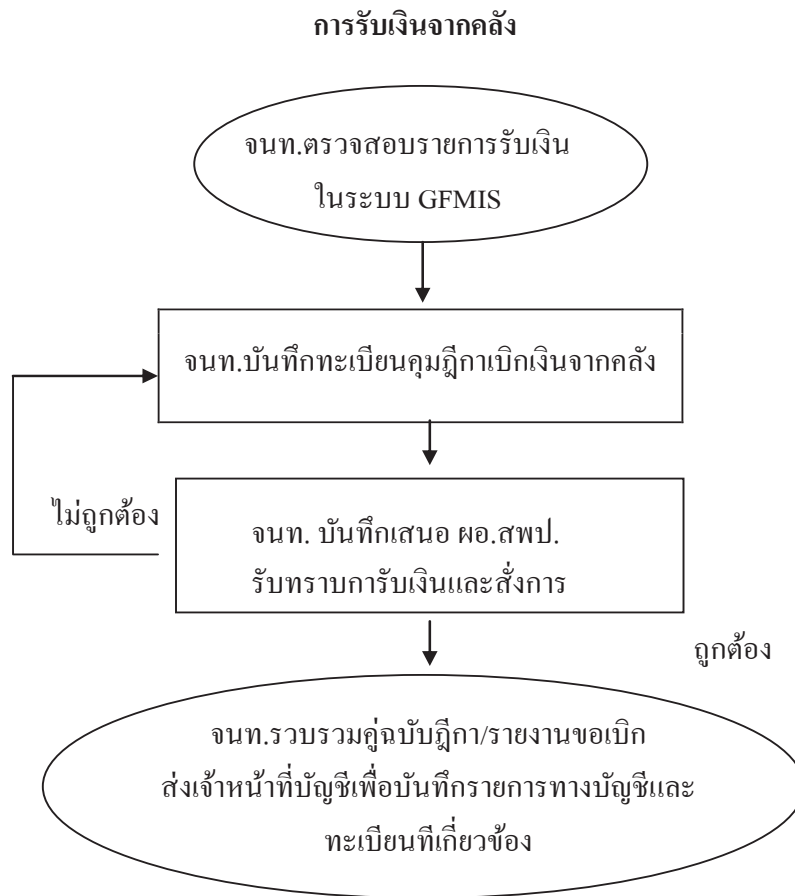 การรับเงินจากคลัง
จนท.ตรวจสอบรายการรับเงิน
ในระบบ GFMIS
จนท.บันทึกทะเบียนคุมฎีกาเบิกเงินจากคลัง
ไม่ถูกต้อง
จนท. บันทึกเสนอ ผอ.สพป.
รับทราบการับเงินและสั่งการ
ถูกต้อง
จนท.รวบรวมคู่ฉบับฎีกา/รายงานขอเบิก
ส่งเจ้าหน้าที่บัญชีเพื่อบันทึกรายการทางบัญชีและ
ทะเบียนทีเกี่ยวข้อง